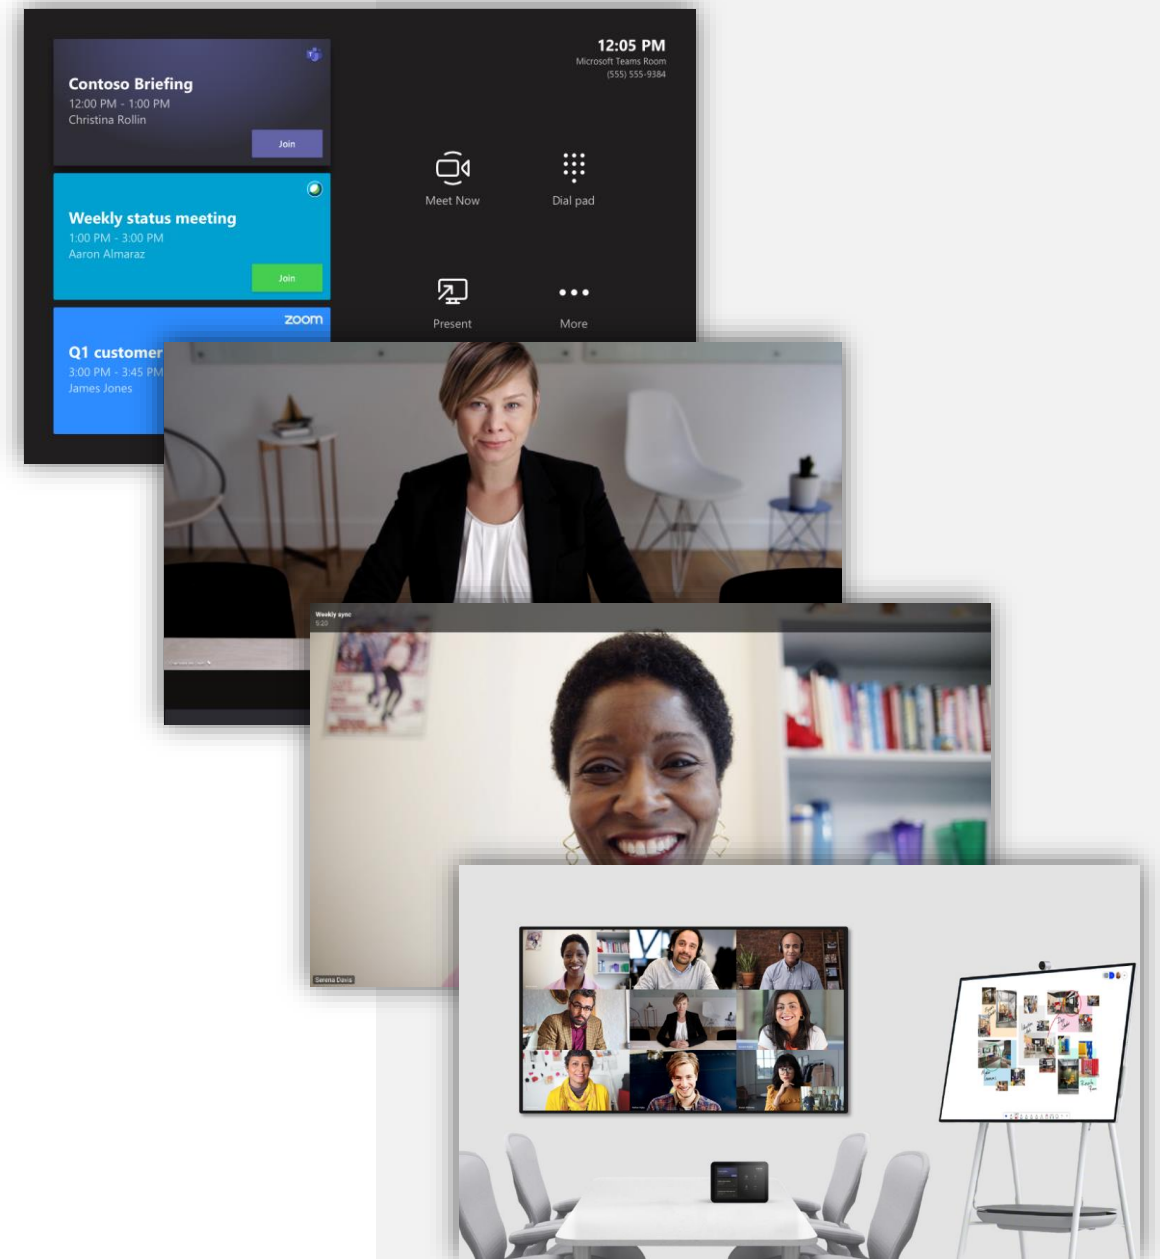 12:05 PM
Microsoft Teams Room
(555) 555-9384
Contoso Briefing
12:00 PM - 1:00 PM
Christina Rollin
Join
Meet Now
Dial pad
Weekly status meeting
1:00 PM - 3:00 PM
Aaron Almaraz
Join
Present
More
zoom
Q1 customer
3:00 PM - 3:45 PM
James Jones
Weekly sync
5:20
Serena Davis